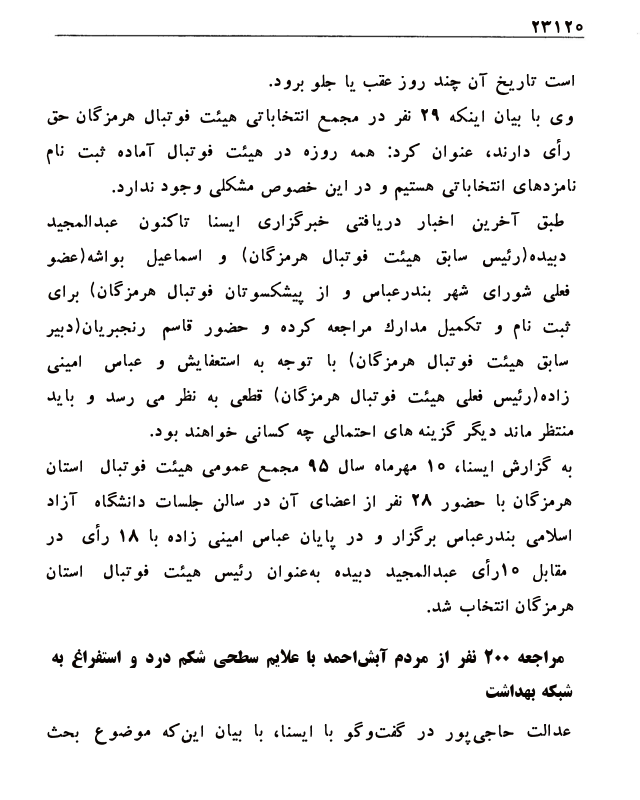 ۲۳۱۲۰
است تاریخ آن چند روز عقب یا جلو برود.
وی با بیان اینکه ۲۹ نفر در مجمع انتخاباتی هیئت فوتبال هرمزگان حق
رأی دارند، عنوان کرد: همه روزه در هیئت فوتبال آماده ثبت نام
نامزدهای انتخاباتی هستیم و در این خصوص مشکلی وجود ندارد.
طبق آخرین اخبار دریافتی خبرگزاری ایسنا تاکنون عبدالمجید
دبیده(رئیس سابق هیئت فوتبال هرمزگان) و اسماعیل بواشه(عضو
فعلی شورای شهر بندرعباس و از پیشکسوتان فوتبال هرمزگان) برای
ثبت نام و تکمیل مدارك مراجعه کرده و حضور قاسم رنجبریان(دبیر
سابق هیئت فوتبال هرمزگان) با توجه به استعفایش و عباس امینی
زاده(رئیس فعلی هیئت فوتبال هرمزگان) قطعی به نظر می رسد و باید
منتظر ماند دیگر گزینه های احتمالی چه کسانی خواهند بود.
به گزارش ایسنا، ۱۰ مهرماه سال ۹۵ مجمع عمومی هیئت فوتبال استان
هرمزگان با حضور ۲۸ نفر از اعضای آن در سالن جلسات دانشگاه آزاد
اسلامی بندرعباس برگزار و در پایان عباس امینی زاده با ۱۸ رأی در
مقابل ۱۰رأی عبدالمجید دبیده به‌عنوان رئیس هیئت فوتبال استان
هرمزگان انتخاب شد.
مراجعه ۲۰۰ نفر از مردم آبش‌احمد با علایم سطحی شکم درد و استفراغ به
شبکه بهداشت
عدالت حاجی‌پور در گفت‌وگو با ایسنا، با بیان این‌که موضوع بحث